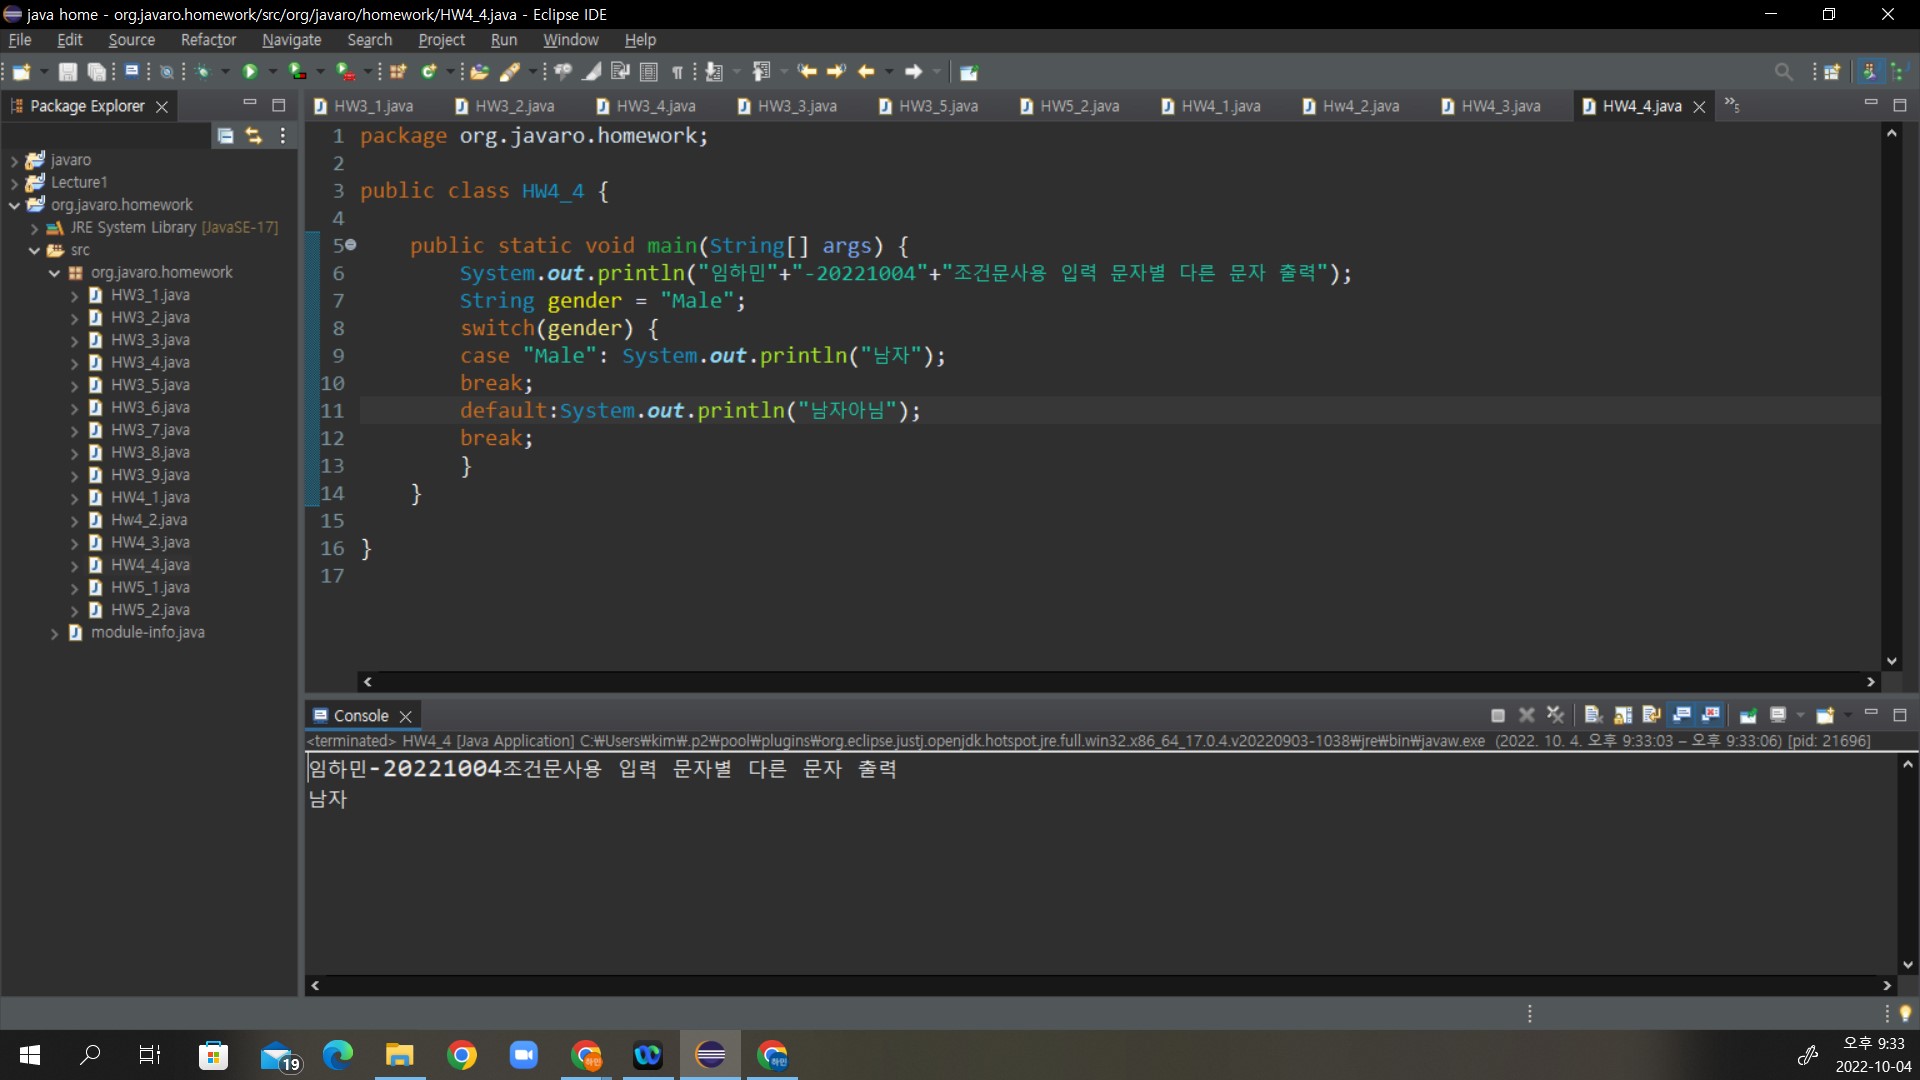 java home - org.javaro.homework/src/org/javaro/homework/HW4_4.java - Eclipse IDE
File Edit Source Refactor Navigate Search Project Run Window Help
Package Explorer
HW3_1.java HW3_2.java HW3_4.java HW3_3.java HW3_5.java HW5_2.java HW4_1.java Hw4_2.java HW4_3.java HW4_4.java »5
javaro
Lecture1
org.javaro.homework
JRE System Library [JavaSE-17]
src
org.javaro.homework
HW3_1.java
HW3_2.java
HW3_3.java
HW3_4.java
HW3_5.java
HW3_6.java
HW3_7.java
HW3_8.java
HW3_9.java
HW4_1.java
Hw4_2.java
HW4_3.java
HW4_4.java
HW5_1.java
HW5_2.java
module-info.java
1 package org.javaro.homework;
2
3 public class HW4_4 {
4
5 public static void main(String[] args) {
6 System.out.println("임하민"+"-20221004"+"조건문사용 입력 문자별 다른 문자 출력");
7 String gender = "Male";
8 switch(gender) {
9 case "Male": System.out.println("남자");
10 break;
11 default:System.out.println("남자아님");
12 break;
13 }
14 }
15
16 }
17
Console
<terminated> HW4_4 [Java Application] C:₩Users₩kim₩.p2₩pool₩plugins₩org.eclipse.justj.openjdk.hotspot.jre.full.win32.x86_64_17.0.4.v20220903-1038₩jre₩bin₩javaw.exe (2022. 10. 4. 오후 9:33:03 – 오후 9:33:06) [pid: 21696]
임하민-20221004조건문사용 입력 문자별 다른 문자 출력
남자
19
하민
하민
오후 9:33
2022-10-04